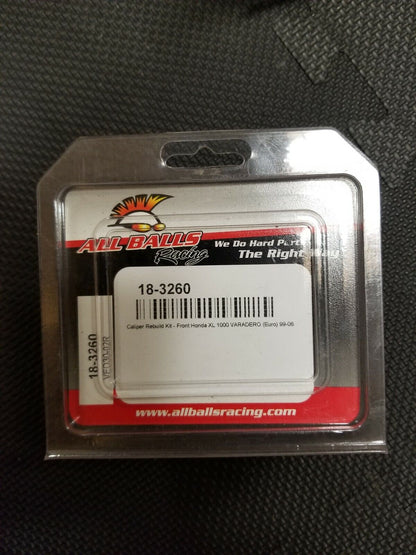 ALL BALLS
Racing
We Do Hard Parts
The Right Way
18-3260
Caliper Rebuild Kit - Front Honda XL 1000 VARADERO (Euro) 99-06
18-3260
www.allballsracing.com